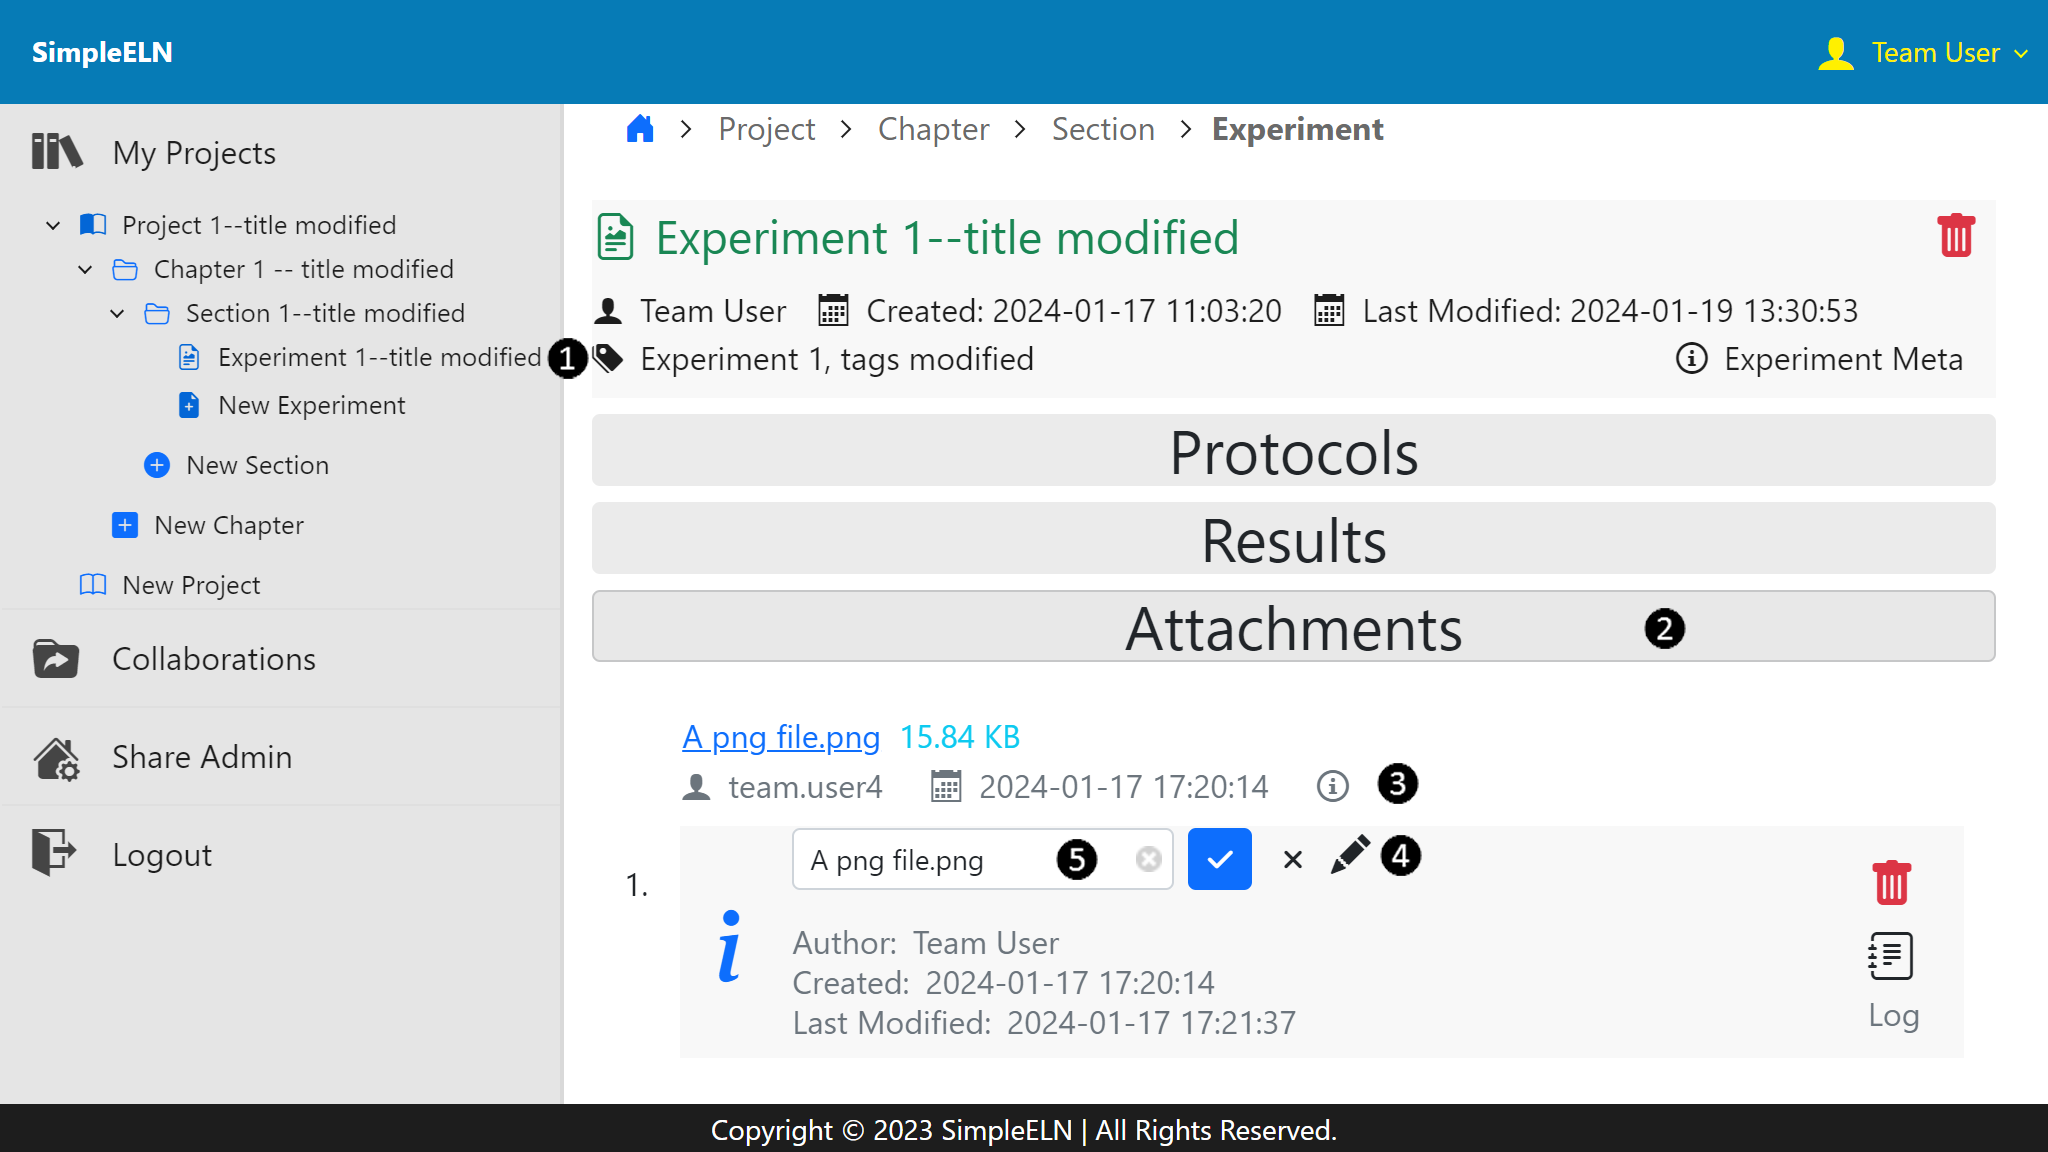 SimpleELN
Team User
My Projects
Project 1--title modified
Chapter 1 -- title modified
Section 1--title modified
Experiment 1--title modified
1
New Experiment
New Section
New Chapter
New Project
Collaborations
Share Admin
Logout
Project
Chapter
Section
Experiment
Experiment 1--title modified
Team User
Created: 2024-01-17 11:03:20
Last Modified: 2024-01-19 13:30:53
Experiment 1, tags modified
Experiment Meta
Protocols
Results
Attachments
2
A png file.png 15.84 KB
team.user4
2024-01-17 17:20:14
3
1.
A png file.png
5
4
Author: Team User
Created: 2024-01-17 17:20:14
Last Modified: 2024-01-17 17:21:37
Log
Copyright © 2023 SimpleELN | All Rights Reserved.